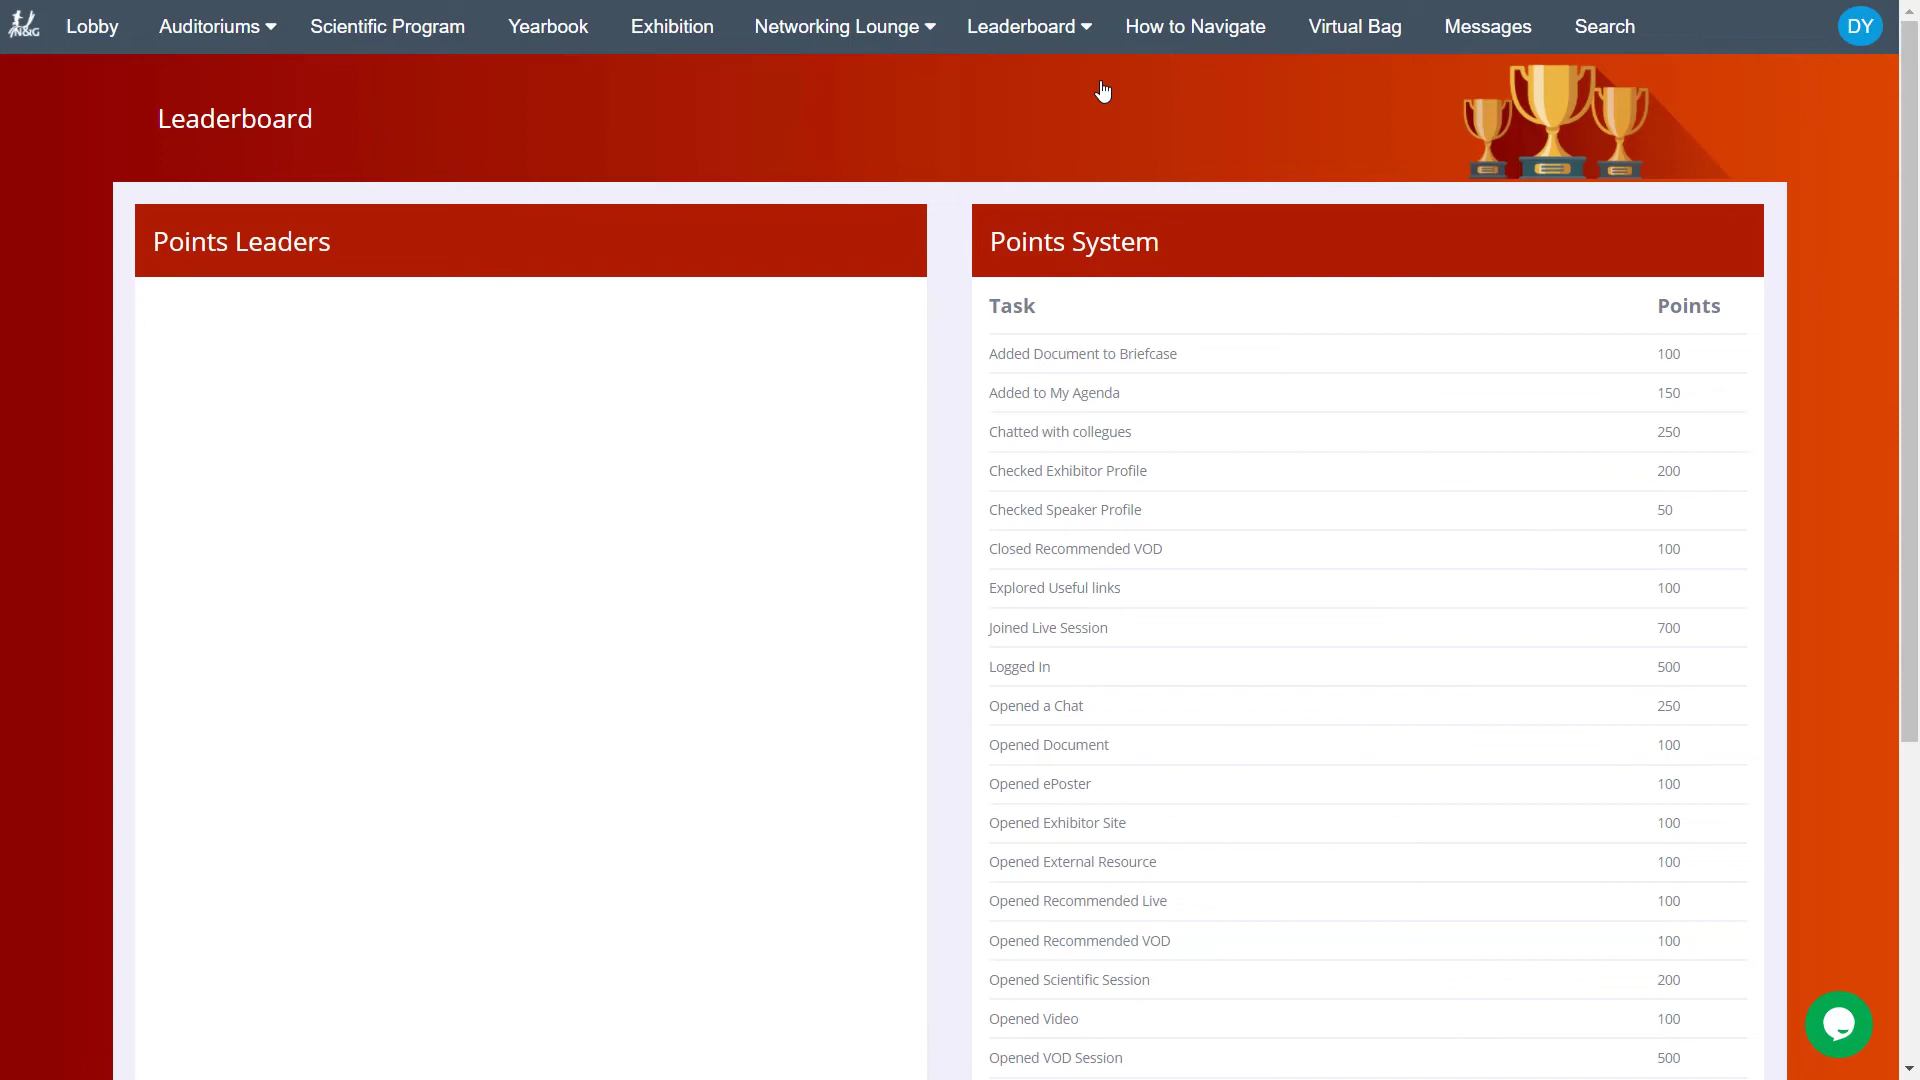 N&G Lobby Auditoriums Scientific Program Yearbook Exhibition Networking Lounge Leaderboard How to Navigate Virtual Bag Messages Search DY
Leaderboard
Points Leaders
Points System
Task Points
Added Document to Briefcase 100
Added to My Agenda 150
Chatted with collegues 250
Checked Exhibitor Profile 200
Checked Speaker Profile 50
Closed Recommended VOD 100
Explored Useful links 100
Joined Live Session 700
Logged In 500
Opened a Chat 250
Opened Document 100
Opened ePoster 100
Opened Exhibitor Site 100
Opened External Resource 100
Opened Recommended Live 100
Opened Recommended VOD 100
Opened Scientific Session 200
Opened Video 100
Opened VOD Session 500